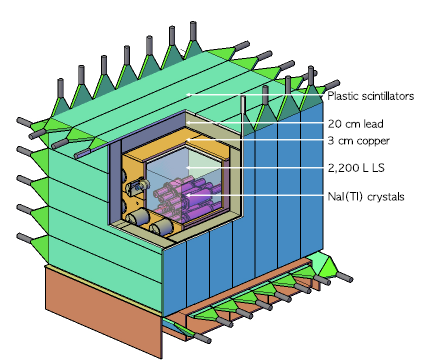 Plastic scintillators
20 cm lead
3 cm copper
2,200 L LS
NaI(Tl) crystals